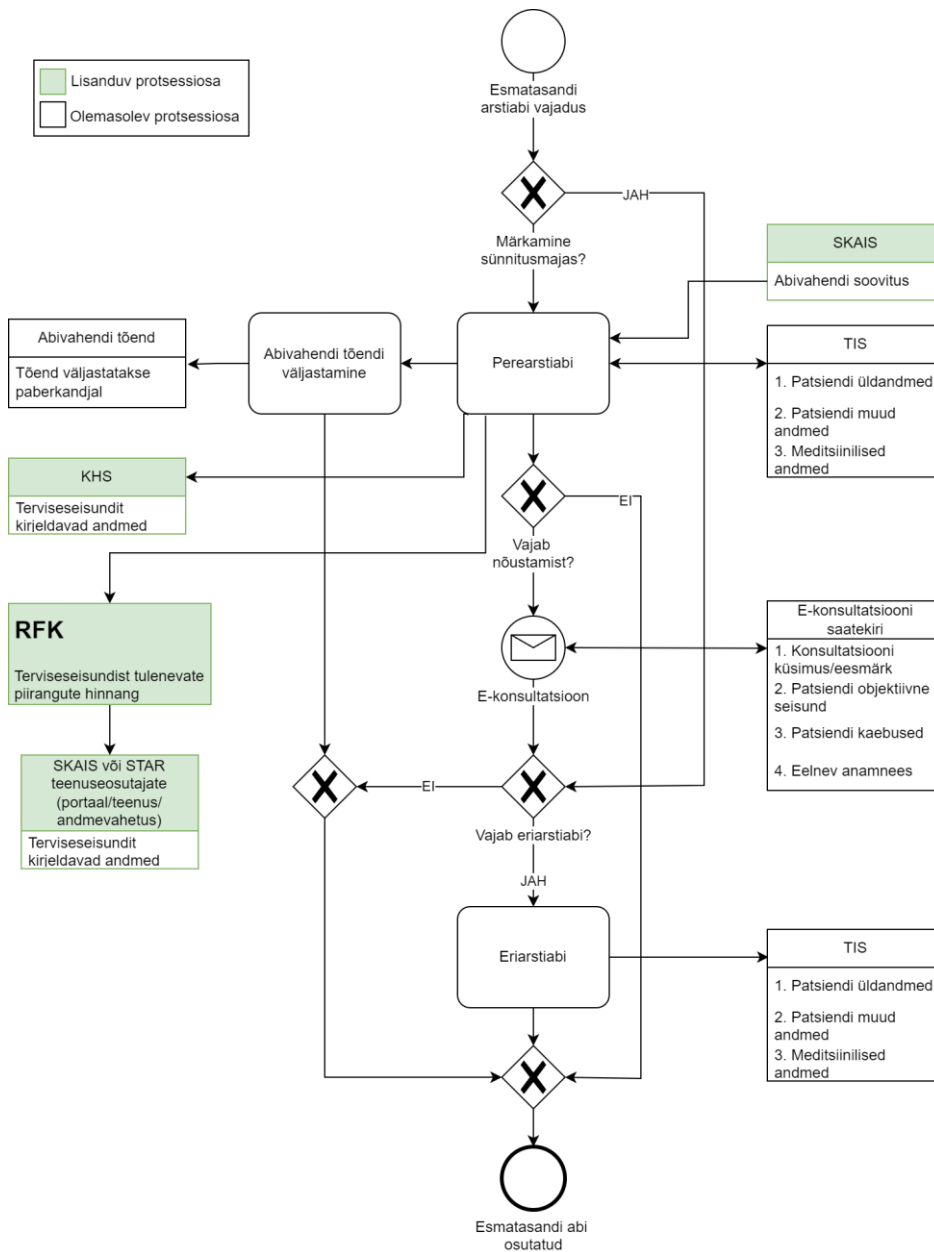 Esmatasandi
arstiabi vajadus
Lisanduv protsessiosa
Olemasolev protsessiosa
JAH
Märkamine
sünnitusmajas?
SKAIS
Abivahendi soovitus
Abivahendi tõend
Tõend väljastatakse
paberkandjal
Abivahendi tõendi
väljastamine
Perearstiabi
TIS
1. Patsiendi üldandmed
2. Patsiendi muud
andmed
3. Meditsiinilised
andmed
KHS
Terviseseisundit
kirjeldavad andmed
EI
Vajab
nõustamist?
RFK
Terviseseisundist tulenevate
piirangute hinnang
E-konsultatsioon
E-konsultatsiooni
saatekiri
1. Konsultatsiooni
küsimus/eesmärk
2. Patsiendi objektiivne
seisund
3. Patsiendi kaebused
4. Eelnev anamnees
SKAIS või STAR
teenuseosutajate
(portaal/teenus/
andmevahetus)
Terviseseisundit
kirjeldavad andmed
EI
Vajab eriarstiabi?
JAH
Eriarstiabi
TIS
1. Patsiendi üldandmed
2. Patsiendi muud
andmed
3. Meditsiinilised
andmed
Esmatasandi abi
osutatud